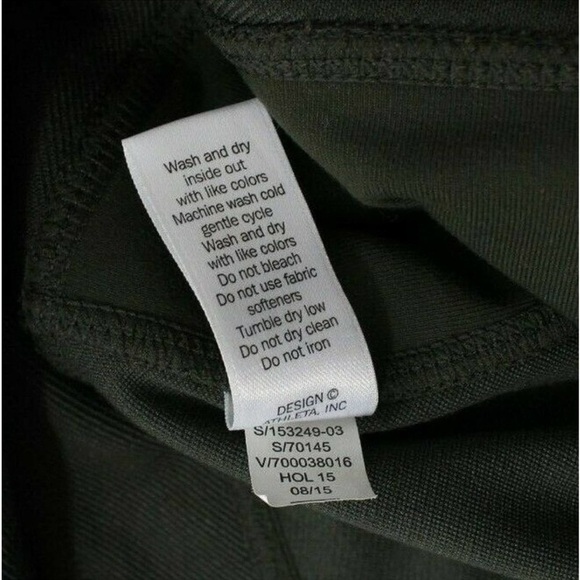 Wash and dry
inside out
with like colors
Machine wash cold
gentle cycle
Wash and dry
with like colors
Do not bleach
Do not use fabric
softeners
Tumble dry low
Do not dry clean
Do not iron
DESIGN ©
ATHLETA, INC
S/153249-03
S/70145
V/700038016
HOL 15
08/15